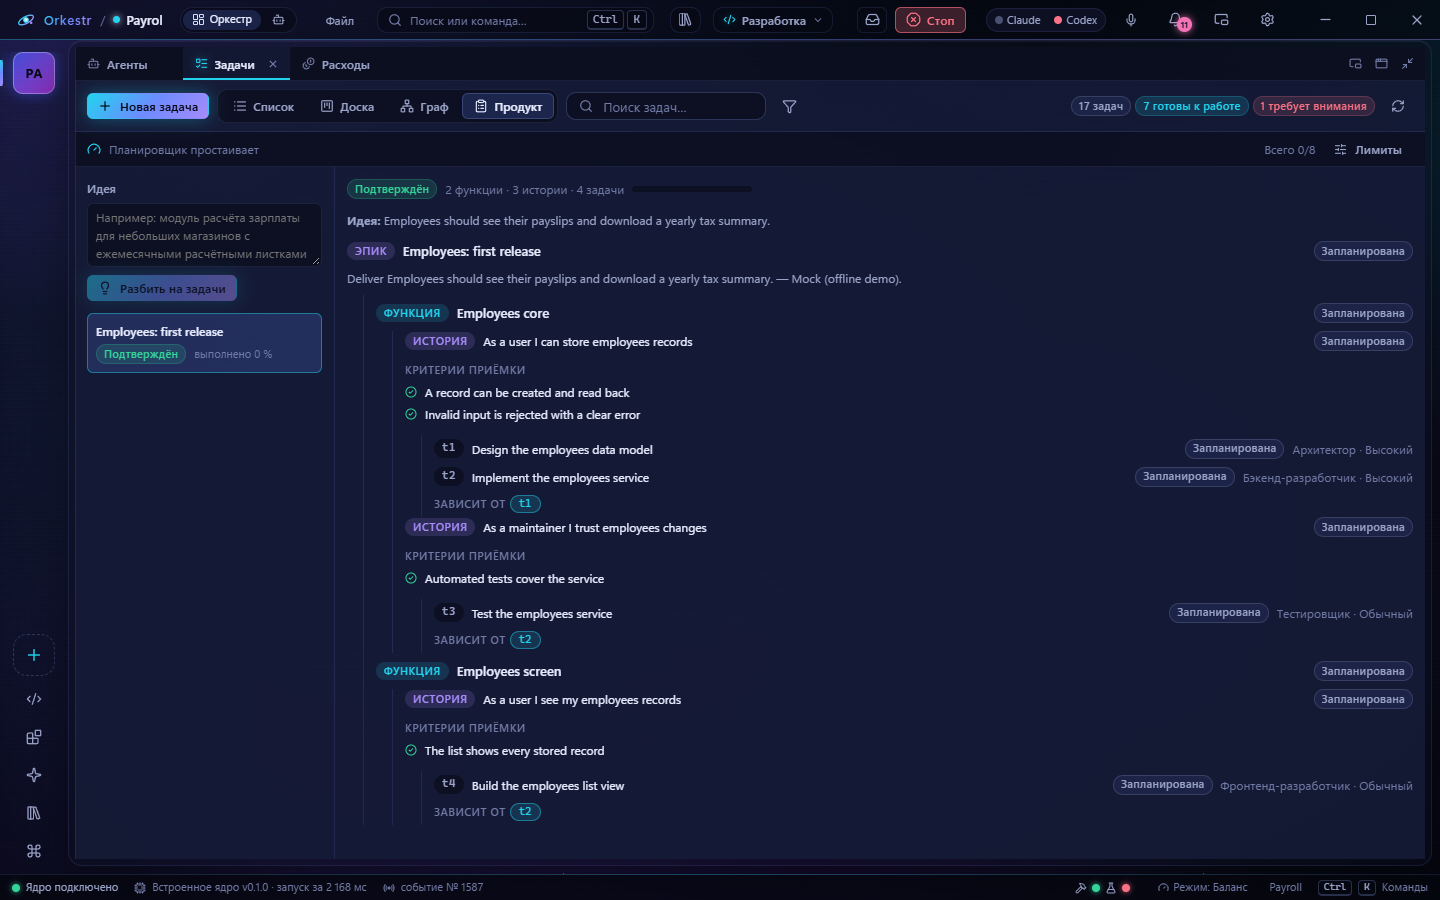 Orkestr / Payrol
Оркестр
Файл
Поиск или команда...
Ctrl K
Разработка
Стоп
Claude
Codex
11
PA
Агенты
Задачи
Расходы
Новая задача
Список
Доска
Граф
Продукт
Поиск задач...
17 задач
7 готовы к работе
1 требует внимания
Планировщик простаивает
Всего 0/8
Лимиты
Идея
Например: модуль расчёта зарплаты
для небольших магазинов с
ежемесячными расчётными листками
Разбить на задачи
Employees: first release
Подтверждён
выполнено 0 %
Подтверждён
2 функции · 3 истории · 4 задачи
Идея: Employees should see their payslips and download a yearly tax summary.
ЭПИК Employees: first release Запланирована
Deliver Employees should see their payslips and download a yearly tax summary. — Mock (offline demo).
ФУНКЦИЯ Employees core Запланирована
ИСТОРИЯ As a user I can store employees records Запланирована
КРИТЕРИИ ПРИЁМКИ
A record can be created and read back
Invalid input is rejected with a clear error
t1 Design the employees data model Запланирована Архитектор · Высокий
t2 Implement the employees service Запланирована Бэкенд-разработчик · Высокий
ЗАВИСИТ ОТ t1
ИСТОРИЯ As a maintainer I trust employees changes Запланирована
КРИТЕРИИ ПРИЁМКИ
Automated tests cover the service
t3 Test the employees service Запланирована Тестировщик · Обычный
ЗАВИСИТ ОТ t2
ФУНКЦИЯ Employees screen Запланирована
ИСТОРИЯ As a user I see my employees records Запланирована
КРИТЕРИИ ПРИЁМКИ
The list shows every stored record
t4 Build the employees list view Запланирована Фронтенд-разработчик · Обычный
ЗАВИСИТ ОТ t2
Ядро подключено
Встроенное ядро v0.1.0 · запуск за 2 168 мс
событие № 1587
Режим: Баланс
Payroll
Ctrl K Команды